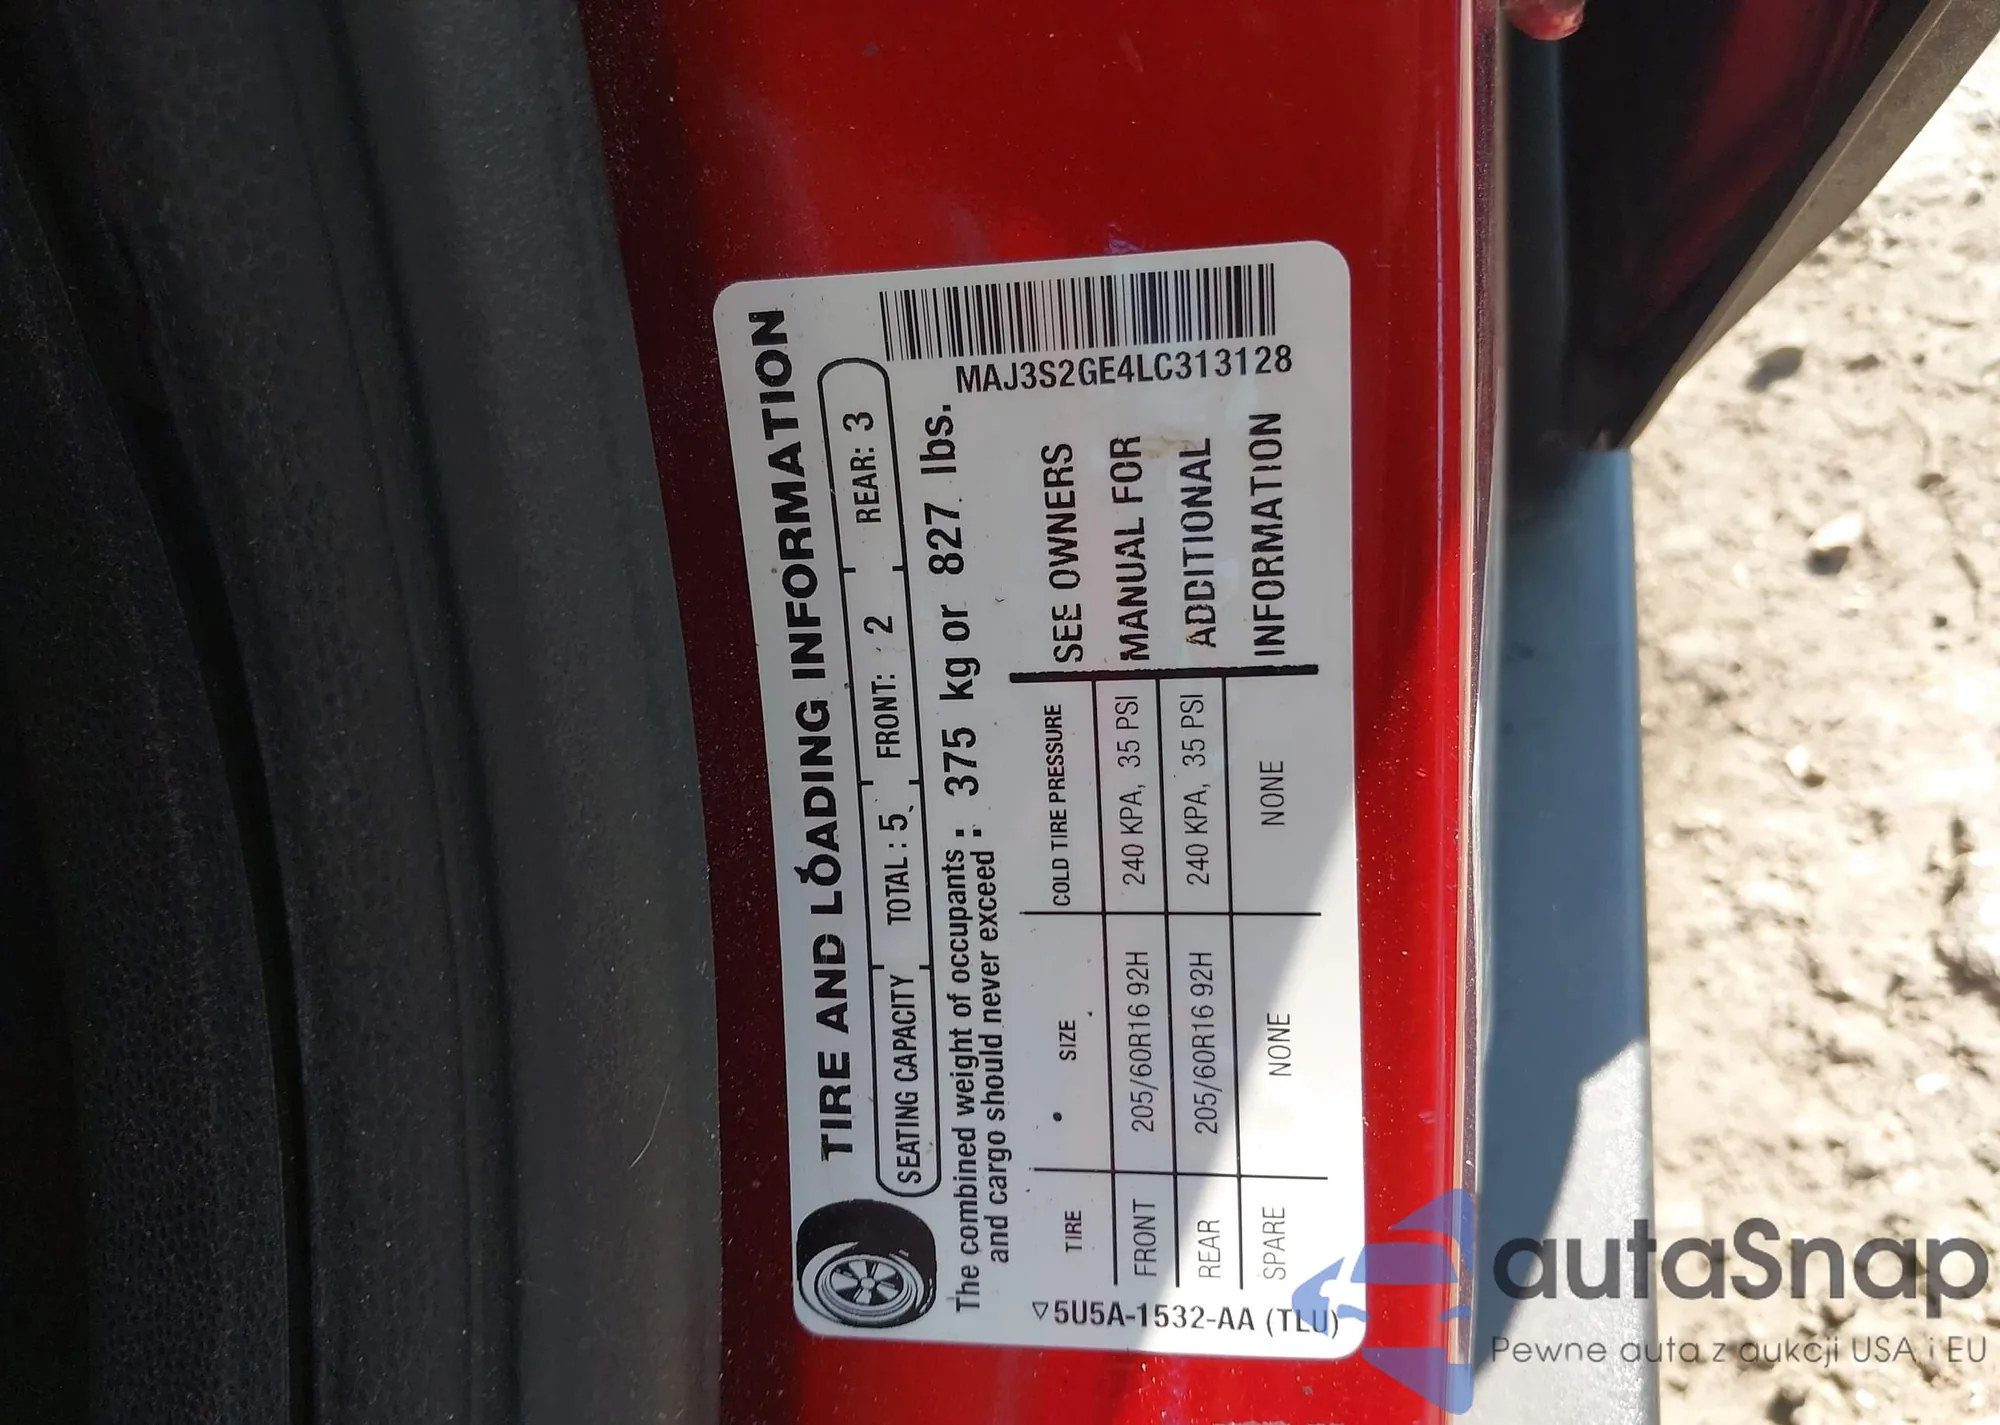 TIRE AND LOADING INFORMATION
SEATING CAPACITY TOTAL : 5 FRONT: 2 REAR: 3
The combined weight of occupants and cargo should never exceed : 375 kg or 827 lbs.
MAJ3S2GE4LC313128
TIRE SIZE COLD TIRE PRESSURE SEE OWNERS
FRONT 205/60R16 92H 240 KPA, 35 PSI MANUAL FOR
REAR 205/60R16 92H 240 KPA, 35 PSI ADDITIONAL
SPARE NONE NONE INFORMATION
5U5A-1532-AA (TLU)
autaSnap
Pewne auta z aukcji USA i EU